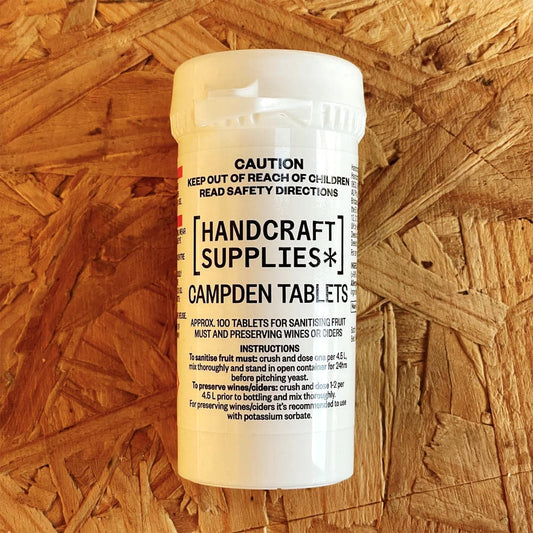 CAUTION
KEEP OUT OF REACH OF CHILDREN
READ SAFETY DIRECTIONS
[HANDCRAFT
SUPPLIES*]
CAMPDEN TABLETS
APPROX. 100 TABLETS FOR SANITISING FRUIT
MUST AND PRESERVING WINES OR CIDERS
INSTRUCTIONS
To sanitise fruit must: crush and dose one per 4.5 L,
mix thoroughly and stand in open container for 24hrs
before pitching yeast.
To preserve wines/ciders: crush and dose 1-2 per
4.5 L prior to bottling and mix thoroughly.
For preserving wines/ciders it's recommended to use
with potassium sorbate.